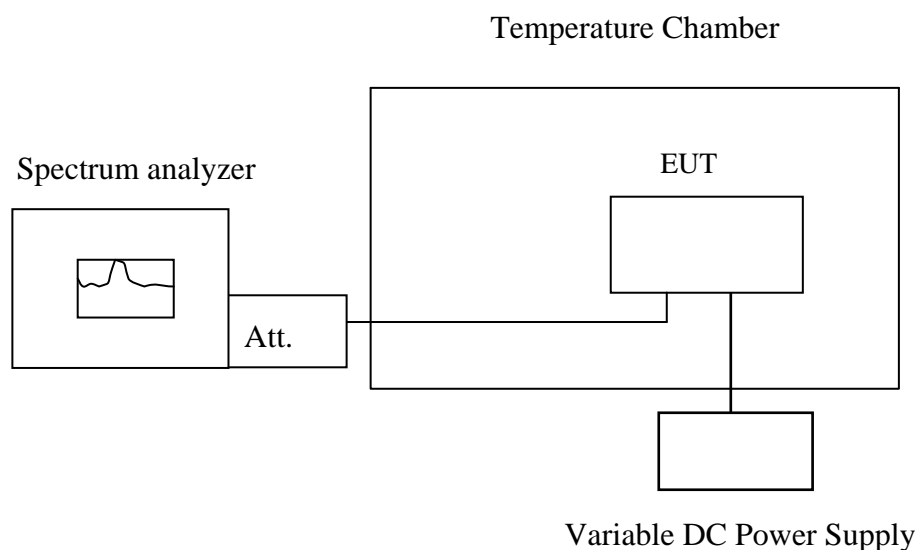 Temperature Chamber
Spectrum analyzer
EUT
Att.
Variable DC Power Supply